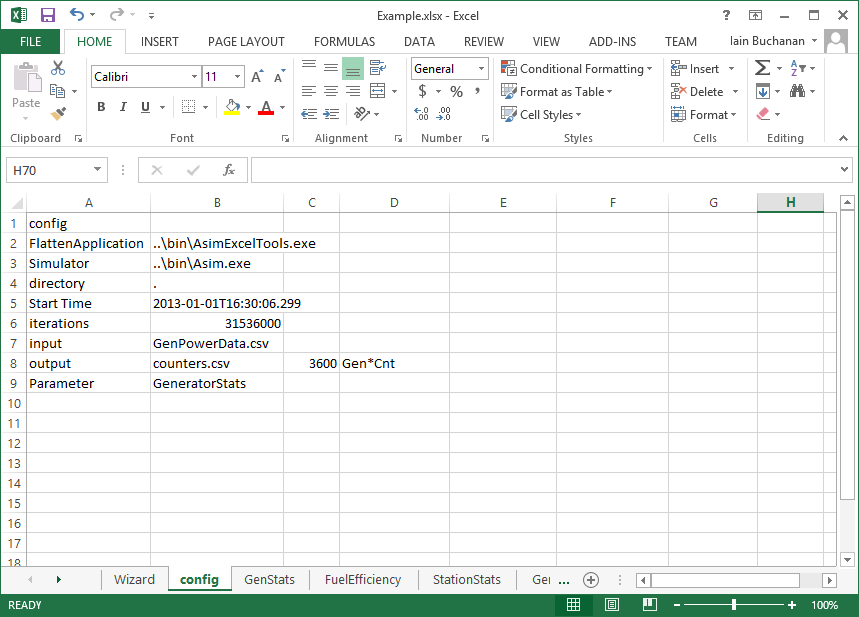 Example.xlsx - Excel
FILE HOME INSERT PAGE LAYOUT FORMULAS DATA REVIEW VIEW ADD-INS TEAM Iain Buchanan
Paste Calibri 11 General Conditional Formatting Insert
Format as Table Delete
B I U A $ % , Cell Styles Format
Clipboard Font Alignment Number Styles Cells Editing
H70 fx
A B C D E F G H
1 config
2 FlattenApplication ..\bin\AsimExcelTools.exe
3 Simulator ..\bin\Asim.exe
4 directory .
5 Start Time 2013-01-01T16:30:06.299
6 iterations 31536000
7 input GenPowerData.csv
8 output counters.csv 3600 Gen*Cnt
9 Parameter GeneratorStats
10
11
12
13
14
15
16
17
18
Wizard config GenStats FuelEfficiency StationStats Ge ...
READY 100%